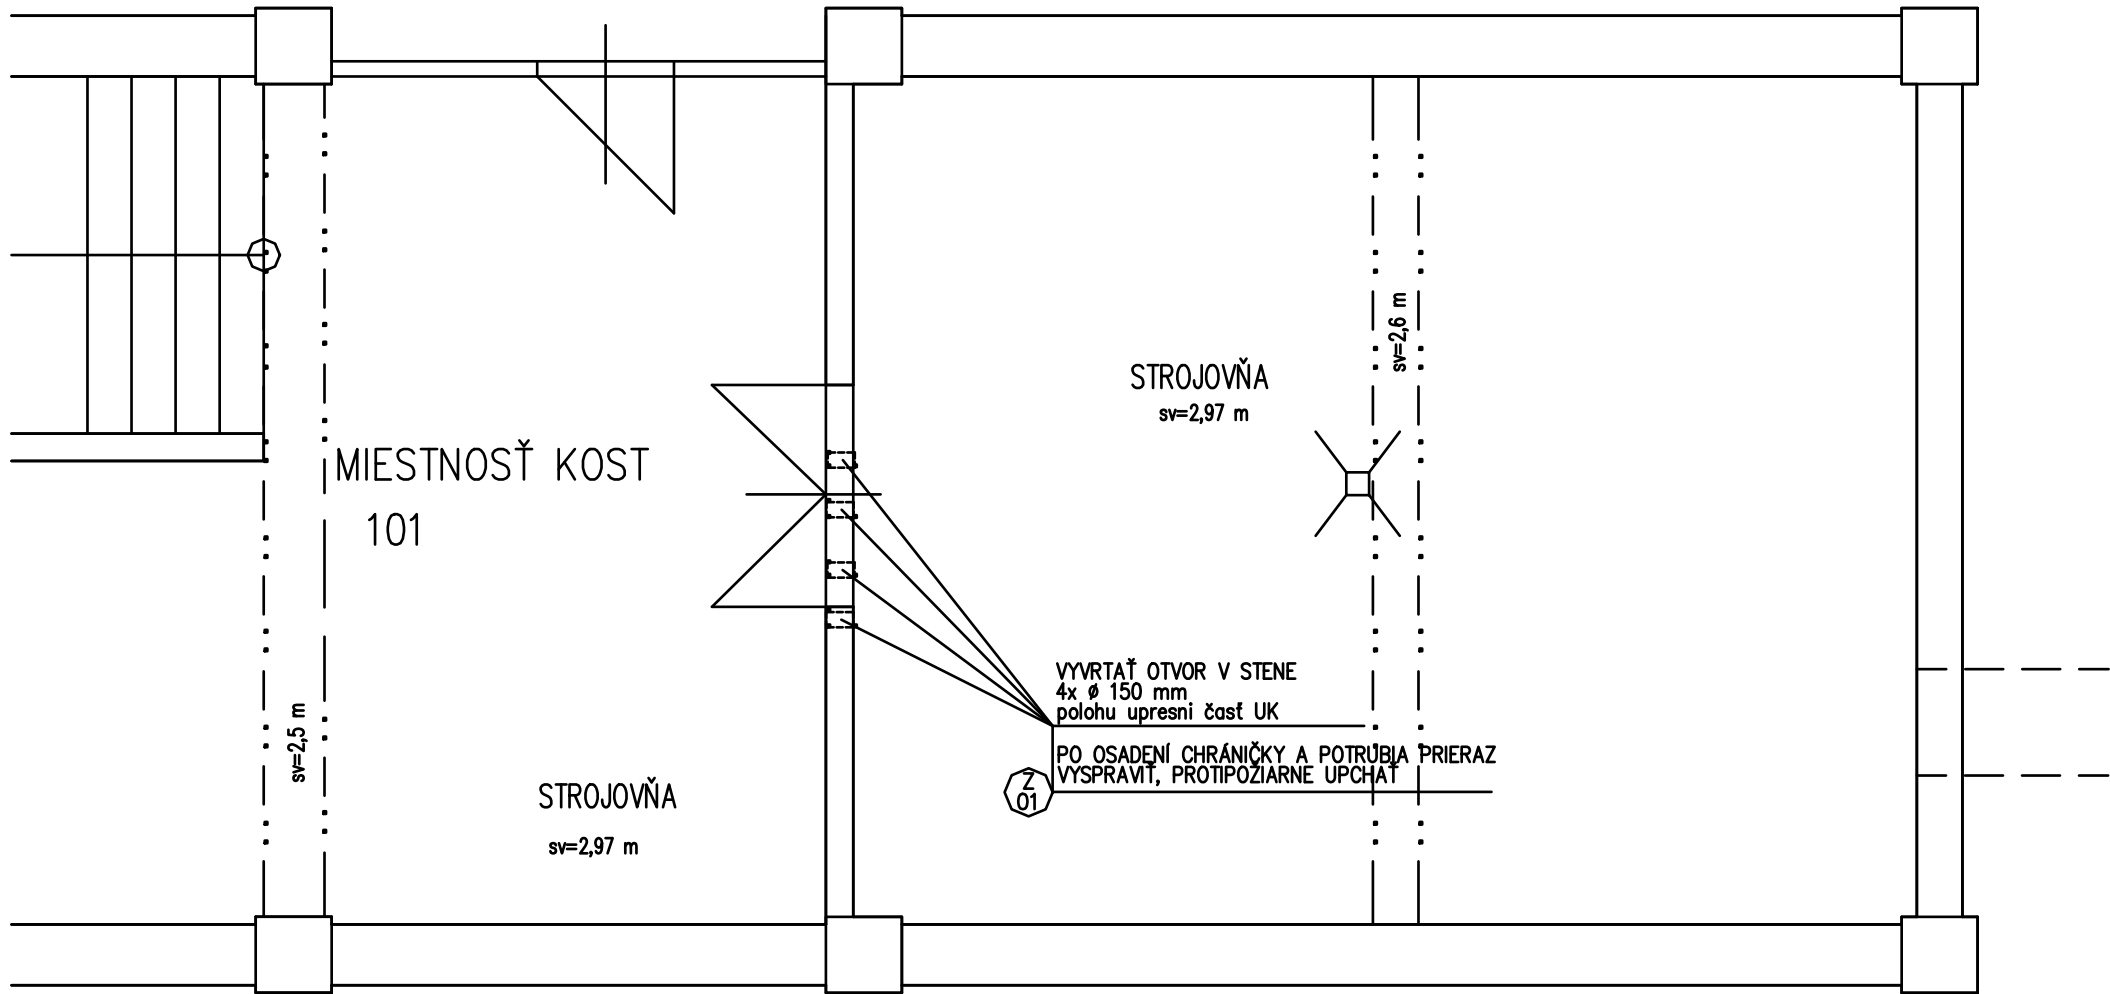 sv=2,6 m
STROJOVŇA
sv=2,97 m
MIESTNOSŤ KOST
101
VYVRTAŤ OTVOR V STENE
4x Ø 150 mm
polohu upresni časť UK
PO OSADENÍ CHRÁNIČKY A POTRUBIA PRIERAZ
VYSPRAVIŤ, PROTIPOŽIARNE UPCHAŤ
Z
01
sv=2,5 m
STROJOVŇA
sv=2,97 m